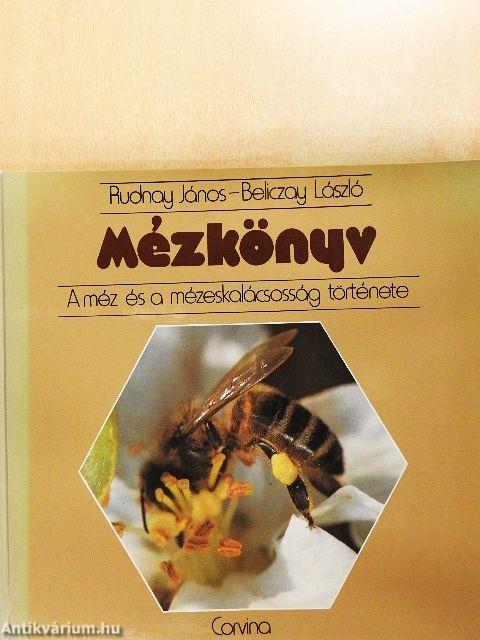 Rudnay János–Beliczay László
Mézkönyv
A méz és a mézeskalácsosság története
Corvina
Antikvárium.hu